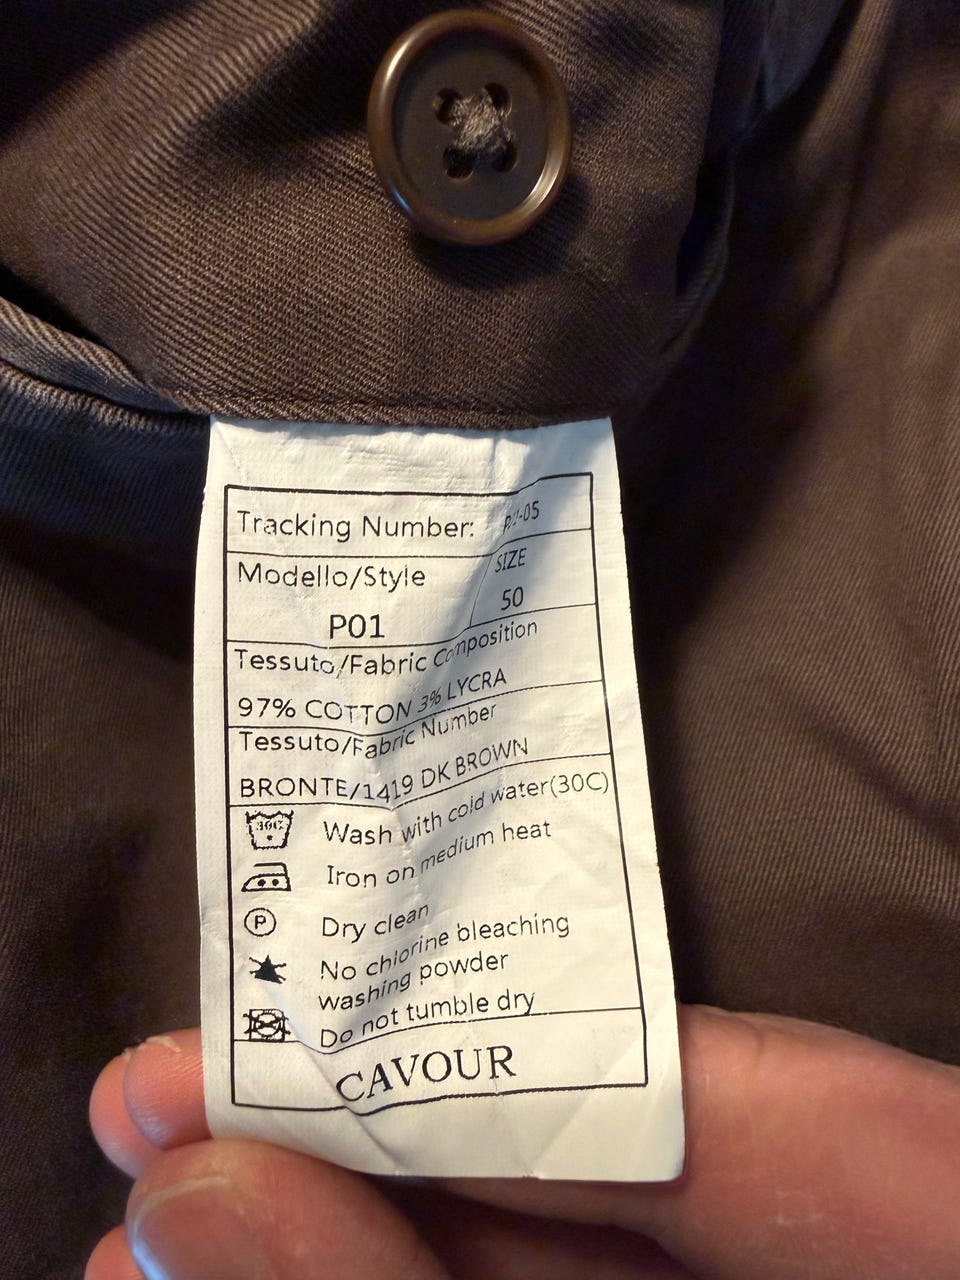 Tracking Number:
Modello/Style SIZE
P01 50
Tessuto/Fabric Composition
97% COTTON 3% LYCRA
Tessuto/Fabric Number
BRONTE/1419 DK BROWN
30C Wash with cold water(30C)
Iron on medium heat
P Dry clean
No chlorine bleaching
washing powder
Do not tumble dry
CAVOUR